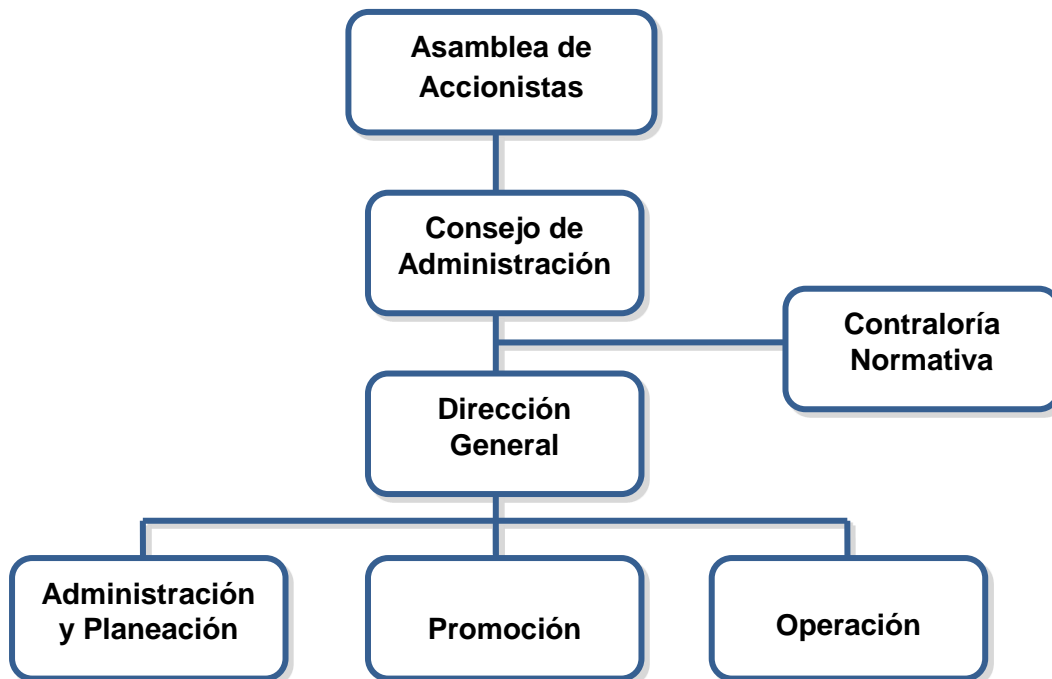 Asamblea de
Accionistas
Consejo de
Administración
Contraloría
Normativa
Dirección
General
Administración
y Planeación
Promoción
Operación